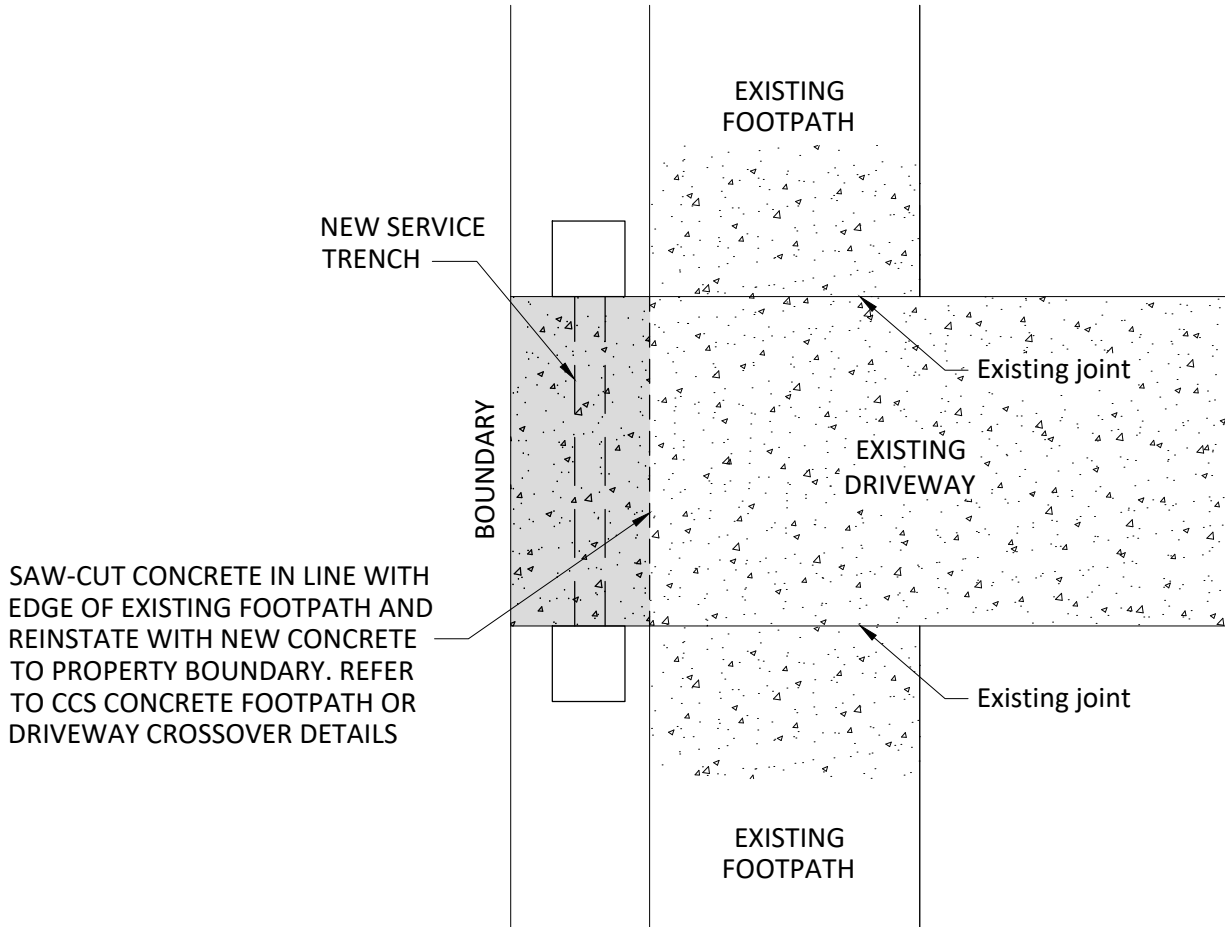 EXISTING
FOOTPATH
NEW SERVICE
TRENCH
Existing joint
BOUNDARY
EXISTING
DRIVEWAY
SAW-CUT CONCRETE IN LINE WITH
EDGE OF EXISTING FOOTPATH AND
REINSTATE WITH NEW CONCRETE
TO PROPERTY BOUNDARY. REFER
TO CCS CONCRETE FOOTPATH OR
DRIVEWAY CROSSOVER DETAILS
Existing joint
EXISTING
FOOTPATH